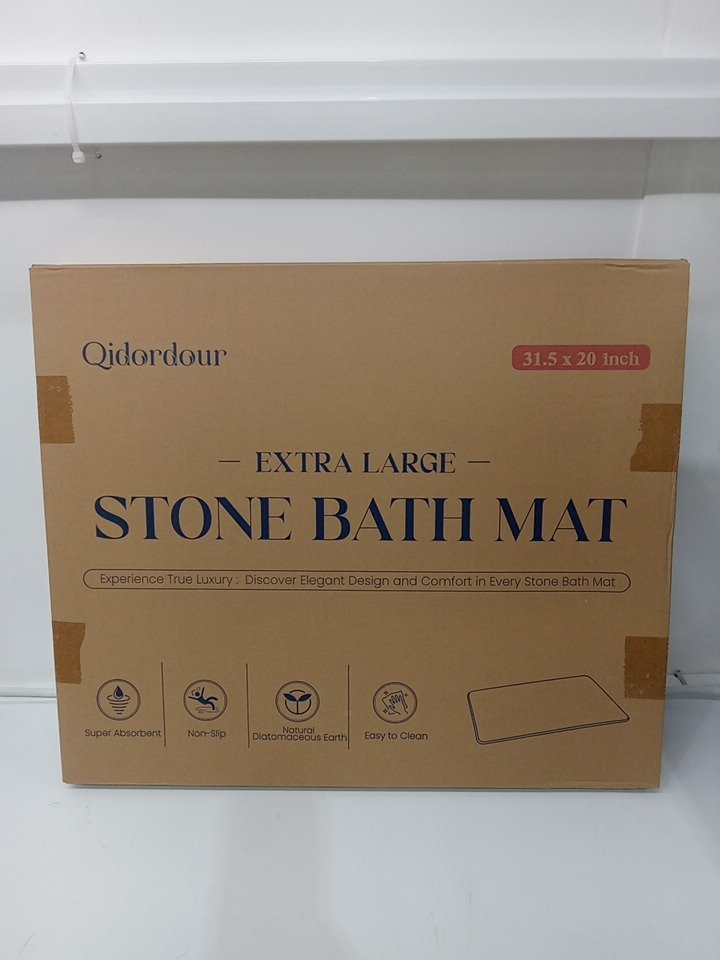 Qidordour
31.5 x 20 inch
— EXTRA LARGE —
STONE BATH MAT
Experience True Luxury : Discover Elegant Design and Comfort in Every Stone Bath Mat
Super Absorbent
Non-Slip
Natural
Diatomaceous Earth
Easy to Clean